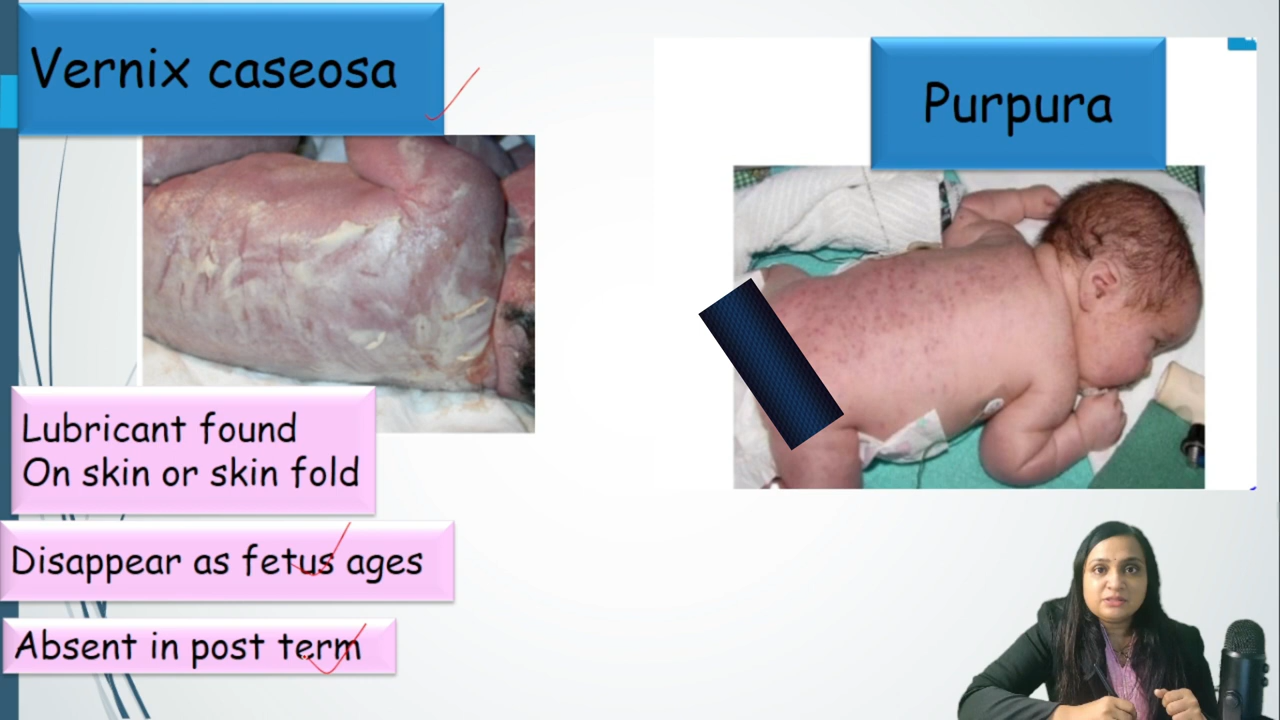 Vernix caseosa
Purpura
Lubricant found
On skin or skin fold
Disappear as fetus ages
Absent in post term